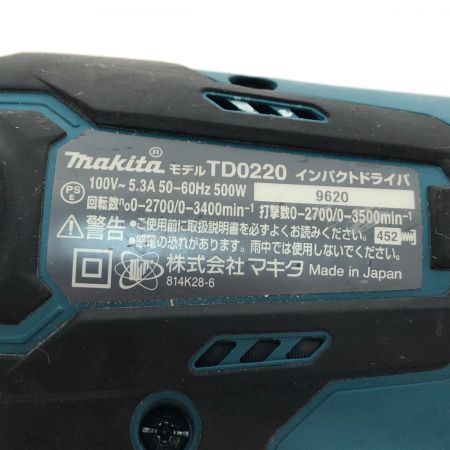 makita® モデル TD0220 インパクトドライバ
PSE 100V~ 5.3A 50-60Hz 500W 9620
回転数n0 0-2700/0-3400min-1 打撃数0-2700/0-3500min-1
⚠警告 •ご使用前に取扱説明書を必ずお読みください。
•感電の恐れがあります。雨中では使用しないでください。 452
株式会社 マキタ Made in Japan
814K28-6